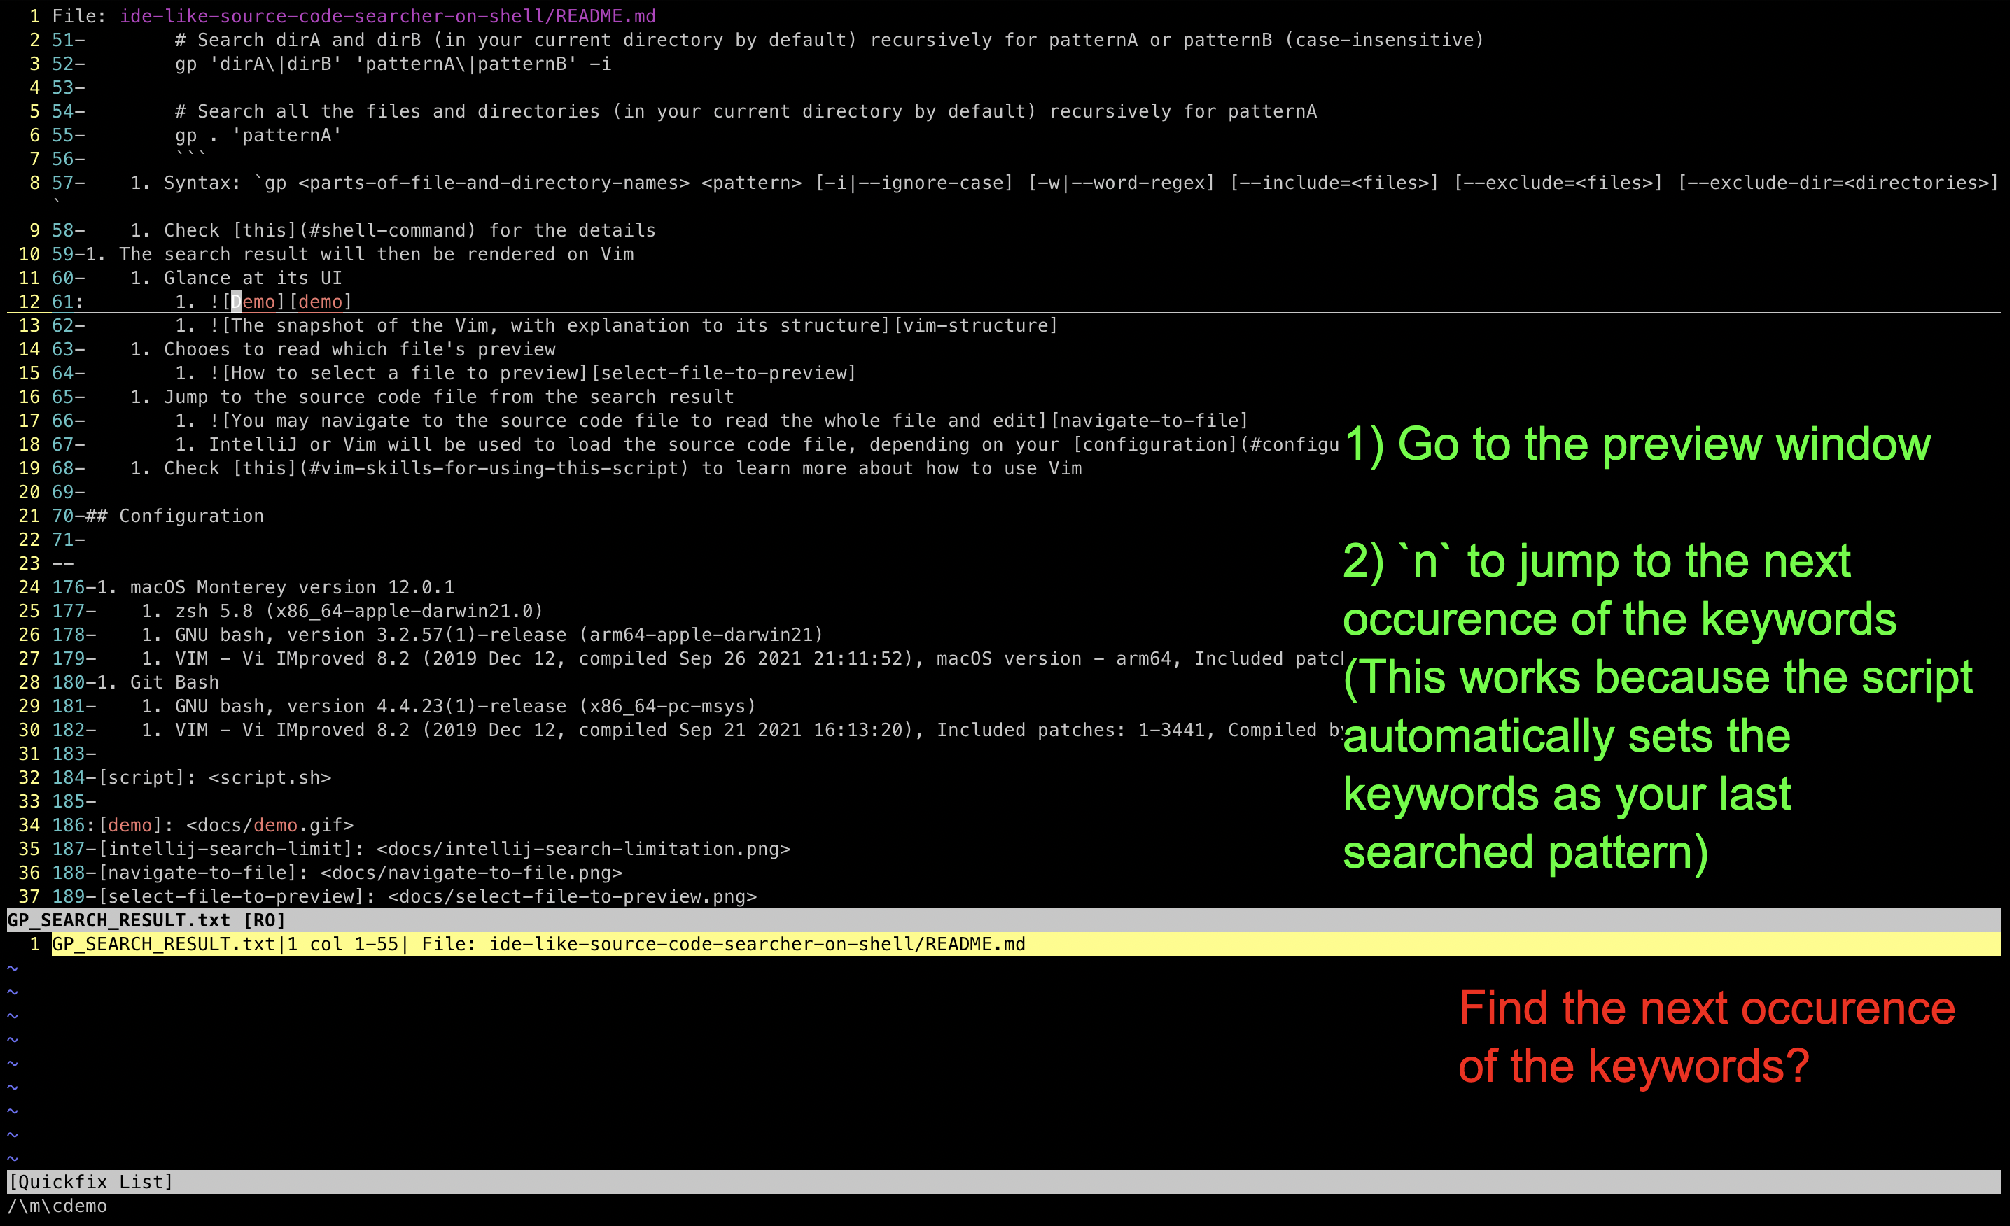 1 File: ide-like-source-code-searcher-on-shell/README.md
2 51-        # Search dirA and dirB (in your current directory by default) recursively for patternA or patternB (case-insensitive)
3 52-        gp 'dirA\|dirB' 'patternA\|patternB' -i
4 53-
5 54-        # Search all the files and directories (in your current directory by default) recursively for patternA
6 55-        gp . 'patternA'
7 56-        ```
8 57-    1. Syntax: `gp <parts-of-file-and-directory-names> <pattern> [-i|--ignore-case] [-w|--word-regex] [--include=<files>] [--exclude=<files>] [--exclude-dir=<directories>]
`
9 58-    1. Check [this](#shell-command) for the details
10 59-1. The search result will then be rendered on Vim
11 60-    1. Glance at its UI
12 61:        1. ![Demo][demo]
13 62-        1. ![The snapshot of the Vim, with explanation to its structure][vim-structure]
14 63-    1. Chooes to read which file's preview
15 64-        1. ![How to select a file to preview][select-file-to-preview]
16 65-    1. Jump to the source code file from the search result
17 66-        1. ![You may navigate to the source code file to read the whole file and edit][navigate-to-file]
18 67-        1. IntelliJ or Vim will be used to load the source code file, depending on your [configuration](#configu
19 68-    1. Check [this](#vim-skills-for-using-this-script) to learn more about how to use Vim
20 69-
21 70-## Configuration
22 71-
23 --
24 176-1. macOS Monterey version 12.0.1
25 177-    1. zsh 5.8 (x86_64-apple-darwin21.0)
26 178-    1. GNU bash, version 3.2.57(1)-release (arm64-apple-darwin21)
27 179-    1. VIM - Vi IMproved 8.2 (2019 Dec 12, compiled Sep 26 2021 21:11:52), macOS version - arm64, Included patch
28 180-1. Git Bash
29 181-    1. GNU bash, version 4.4.23(1)-release (x86_64-pc-msys)
30 182-    1. VIM - Vi IMproved 8.2 (2019 Dec 12, compiled Sep 21 2021 16:13:20), Included patches: 1-3441, Compiled by
31 183-
32 184-[script]: <script.sh>
33 185-
34 186:[demo]: <docs/demo.gif>
35 187-[intellij-search-limit]: <docs/intellij-search-limitation.png>
36 188-[navigate-to-file]: <docs/navigate-to-file.png>
37 189-[select-file-to-preview]: <docs/select-file-to-preview.png>
1) Go to the preview window
2) `n` to jump to the next
occurence of the keywords
(This works because the script
automatically sets the
keywords as your last
searched pattern)
GP_SEARCH_RESULT.txt [RO]
1 GP_SEARCH_RESULT.txt|1 col 1-55| File: ide-like-source-code-searcher-on-shell/README.md
~
~
~
~
~
~
~
~
~
Find the next occurence
of the keywords?
[Quickfix List]
/\m\cdemo